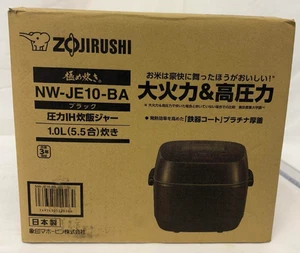 ZOJIRUSHI
極め炊き
NW-JE10-BA
ブラック
圧力IH炊飯ジャー
1.0L(5.5合)炊き
お米は豪快に舞ったほうがおいしい!*
大火力&高圧力
「鉄器コート」プラチナ厚釜
日本製
象印マホービン株式会社